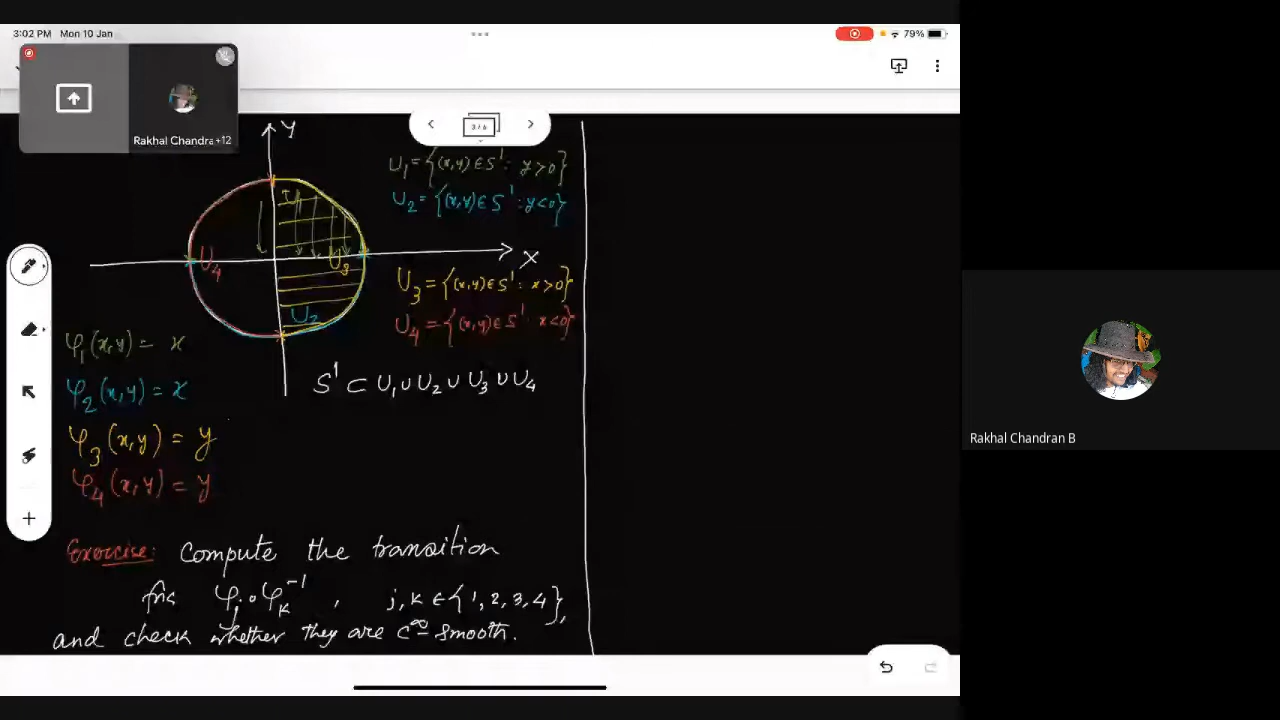 3:02 PM Mon 10 Jan
79%
Rakhal Chandra +12
3 / 6
Y
U₁ = {(x,y) ∈ S¹ : y>0}
U₂ = {(x,y) ∈ S¹ : y<0}
X
U₄
U₃
U₂
U₃ = {(x,y) ∈ S¹ : x>0}
U₄ = {(x,y) ∈ S¹ : x<0}
φ₁(x,y) = x
S¹ ⊂ U₁ ∪ U₂ ∪ U₃ ∪ U₄
φ₂(x,y) = x
φ₃(x,y) = y
φ₄(x,y) = y
Rakhal Chandran B
Exercise: Compute the transition
fns φⱼ ∘ φₖ⁻¹, j, k ∈ {1, 2, 3, 4},
and check whether they are C^∞ - smooth.